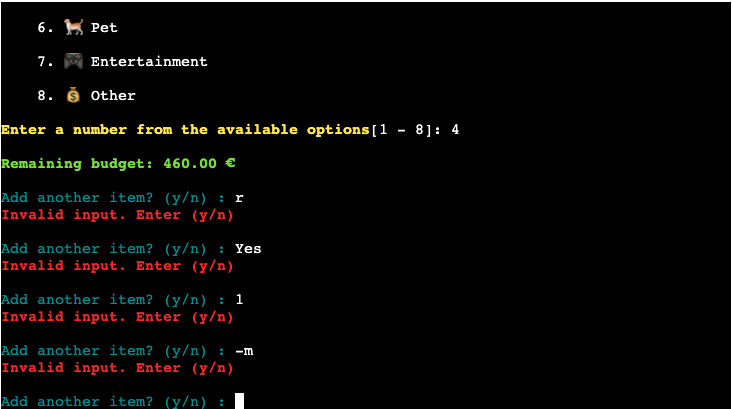 6. 🐕 Pet
7. 🎮 Entertainment
8. 💰 Other
Enter a number from the available options[1 - 8]: 4
Remaining budget: 460.00 €
Add another item? (y/n) : r
Invalid input. Enter (y/n)
Add another item? (y/n) : Yes
Invalid input. Enter (y/n)
Add another item? (y/n) : 1
Invalid input. Enter (y/n)
Add another item? (y/n) : -m
Invalid input. Enter (y/n)
Add another item? (y/n) :